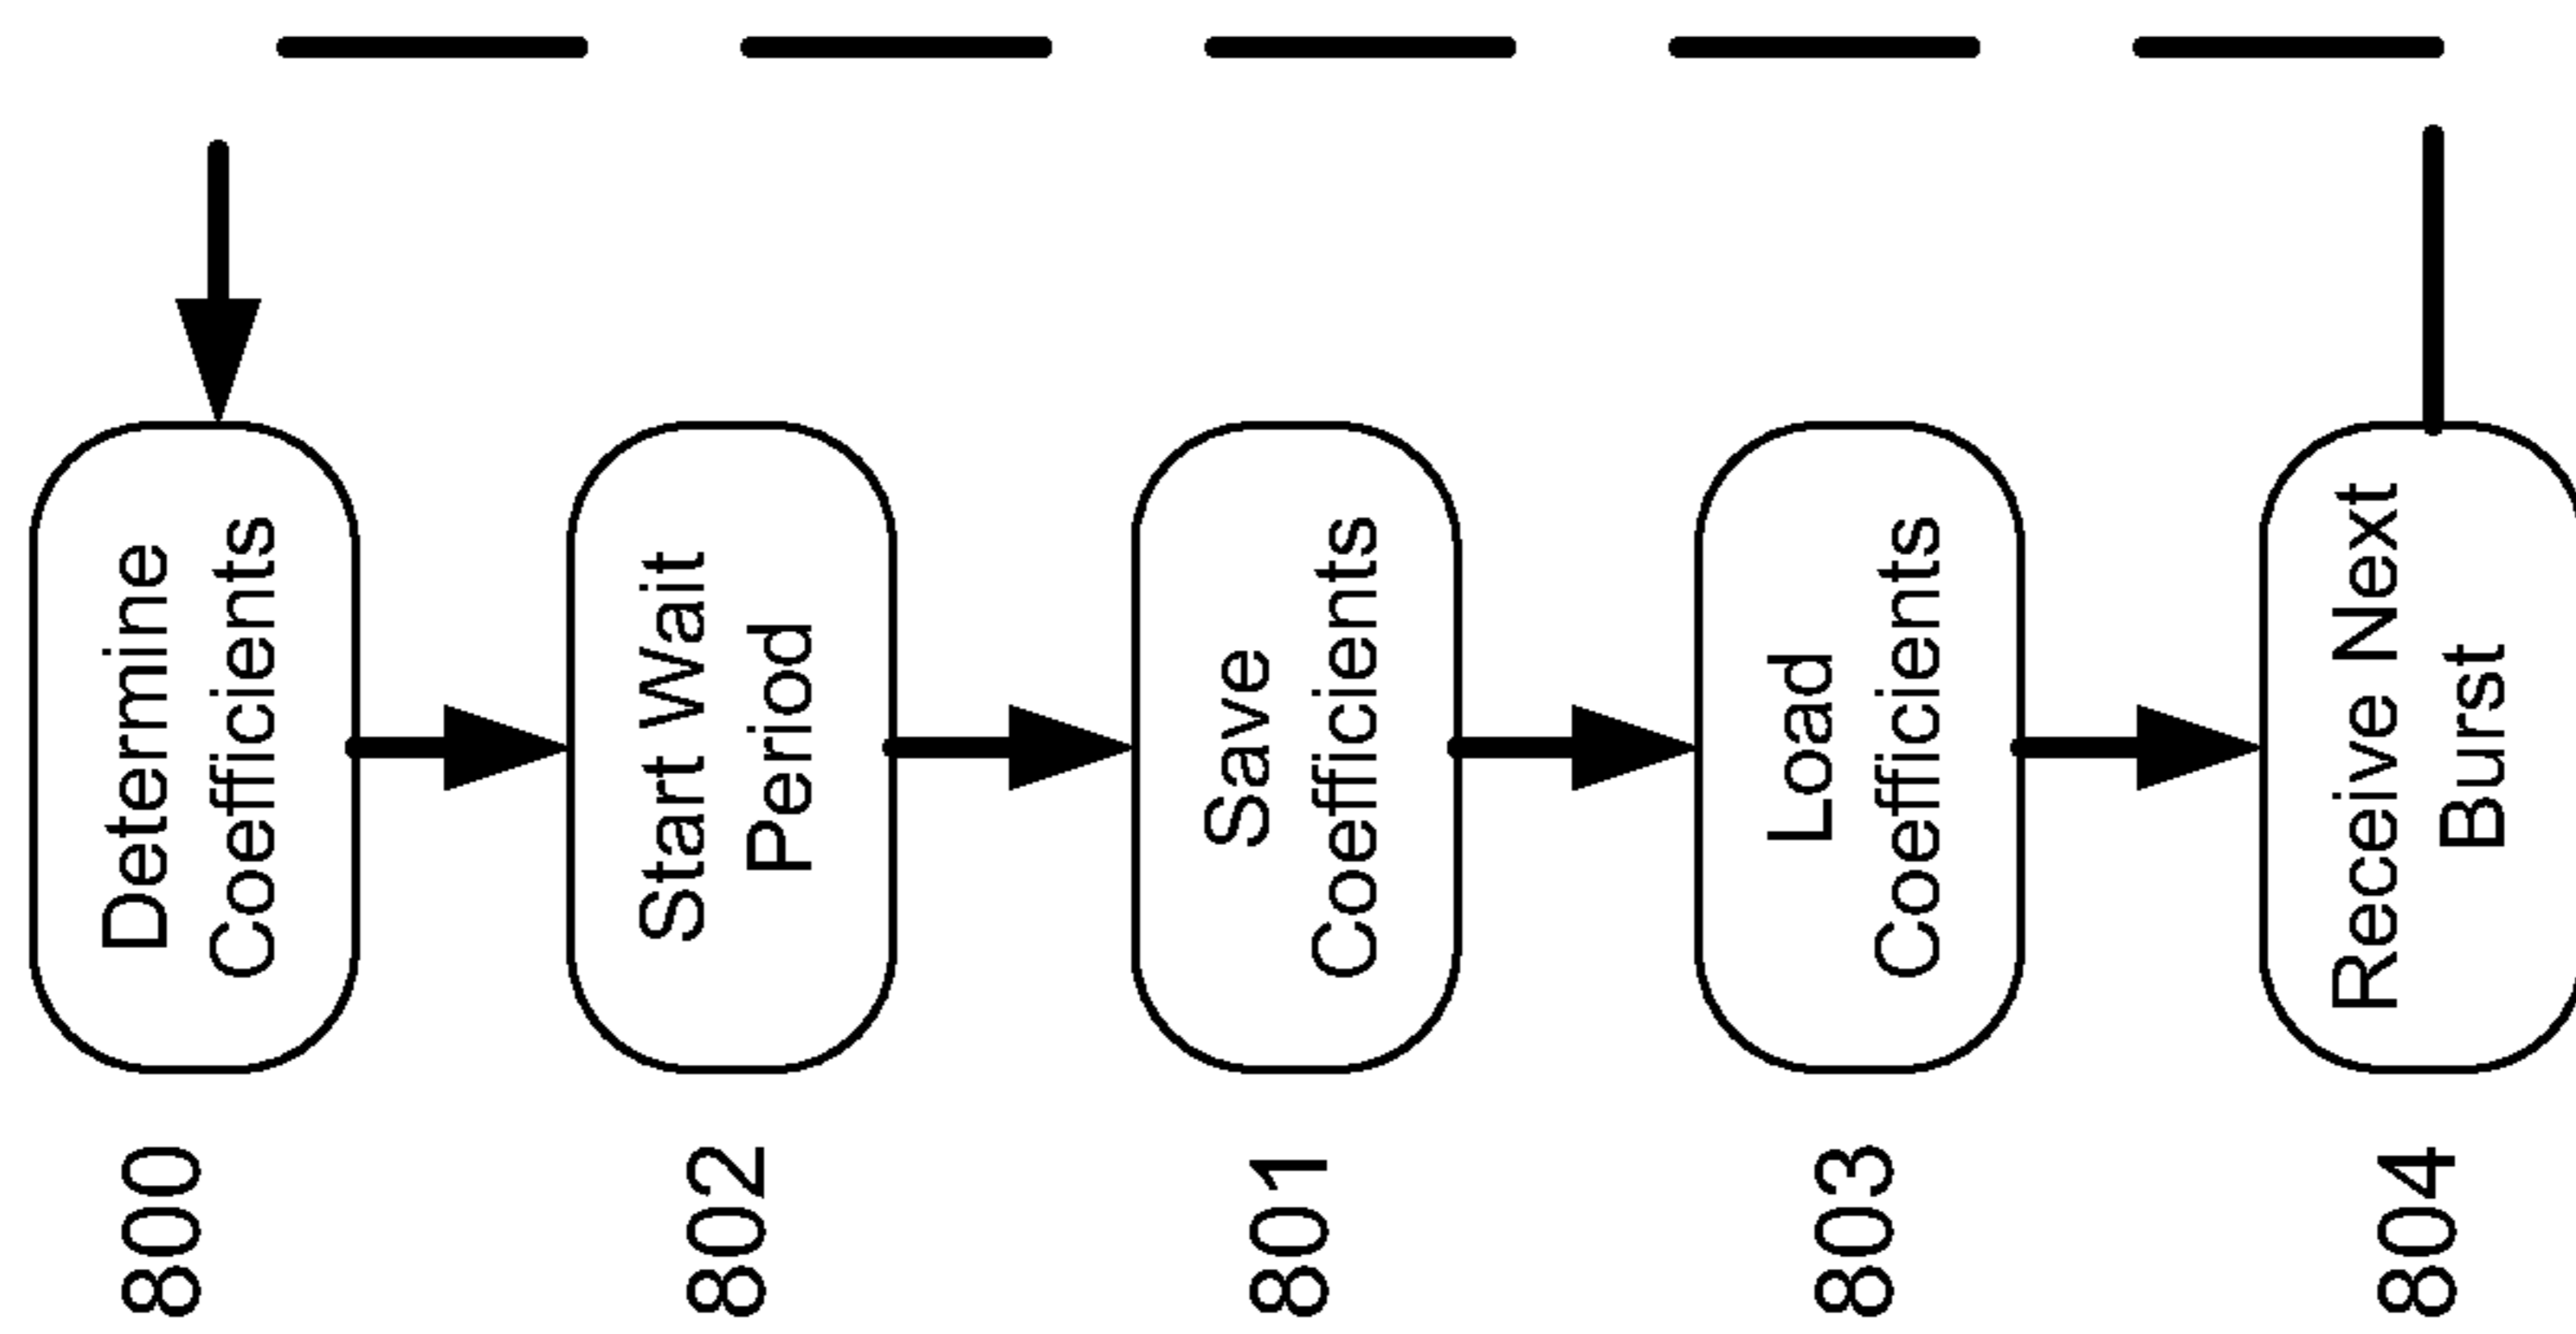 800
Determine
Coefficients
802
Start Wait
Period
801
Save
Coefficients
803
Load
Coefficients
804
Receive Next
Burst